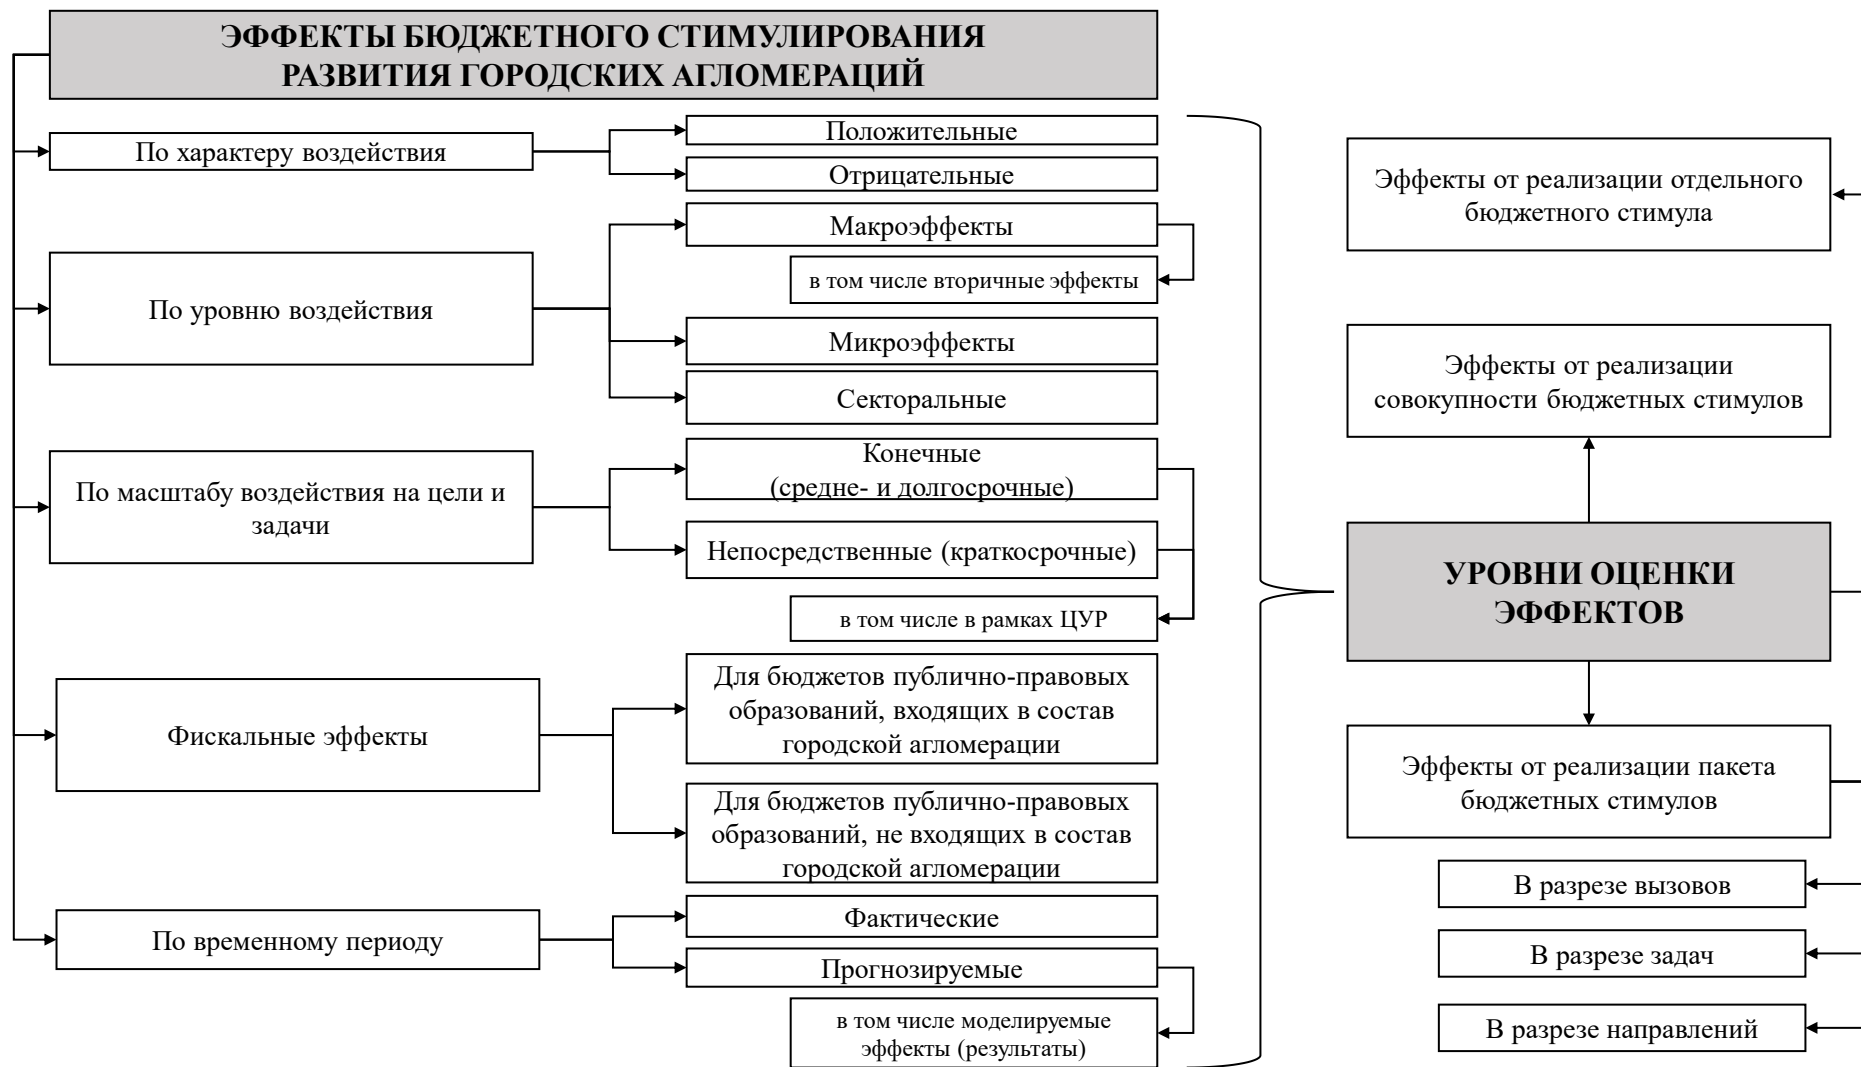 ЭФФЕКТЫ БЮДЖЕТНОГО СТИМУЛИРОВАНИЯ
РАЗВИТИЯ ГОРОДСКИХ АГЛОМЕРАЦИЙ
По характеру воздействия
Положительные
Отрицательные
По уровню воздействия
Макроэффекты
в том числе вторичные эффекты
Микроэффекты
Секторальные
По масштабу воздействия на цели и
задачи
Конечные
(средне- и долгосрочные)
Непосредственные (краткосрочные)
в том числе в рамках ЦУР
Фискальные эффекты
Для бюджетов публично-правовых
образований, входящих в состав
городской агломерации
Для бюджетов публично-правовых
образований, не входящих в состав
городской агломерации
По временному периоду
Фактические
Прогнозируемые
в том числе моделируемые
эффекты (результаты)
Эффекты от реализации отдельного
бюджетного стимула
Эффекты от реализации
совокупности бюджетных стимулов
УРОВНИ ОЦЕНКИ
ЭФФЕКТОВ
Эффекты от реализации пакета
бюджетных стимулов
В разрезе вызовов
В разрезе задач
В разрезе направлений